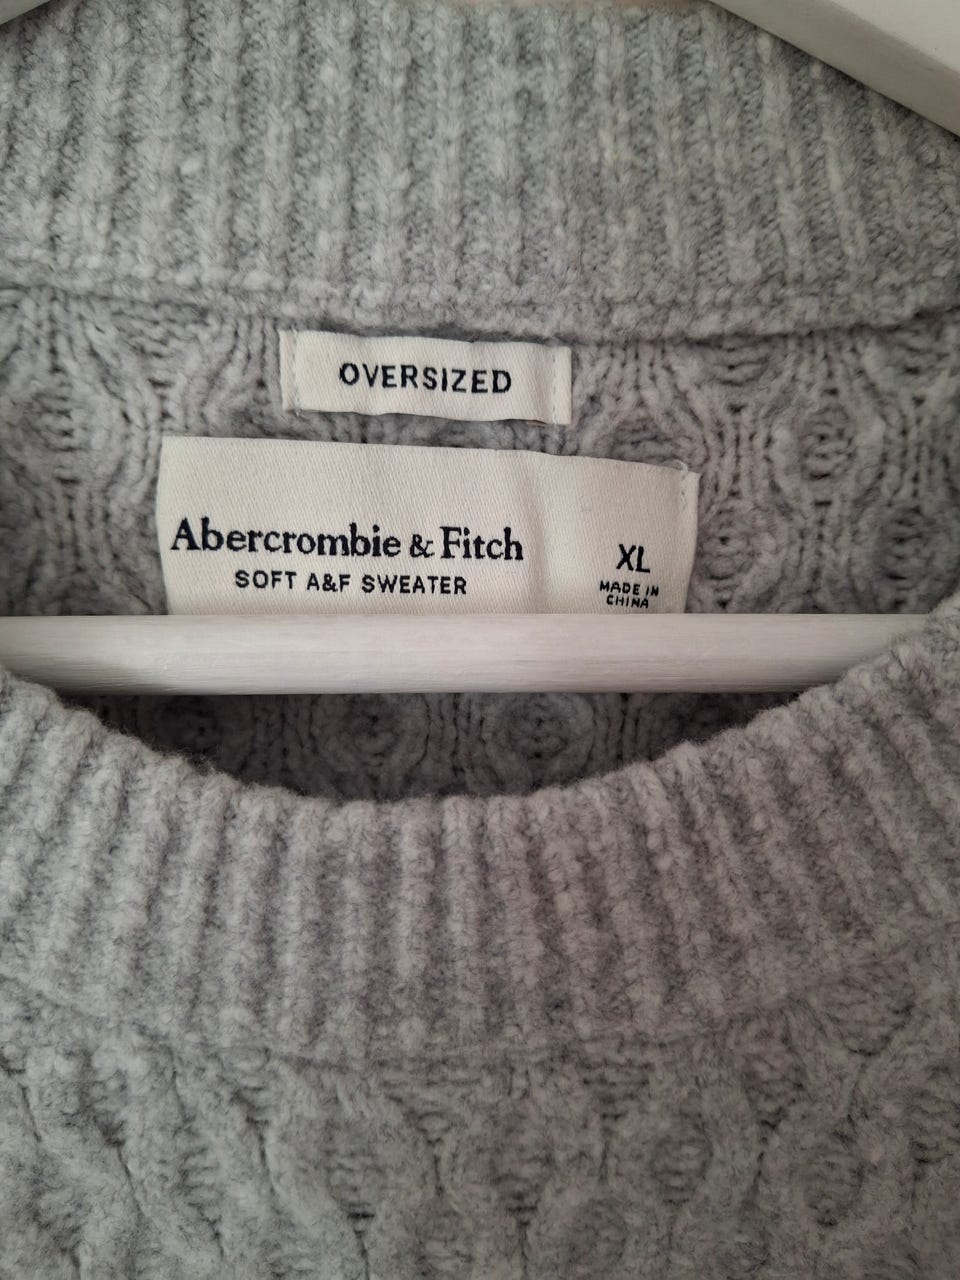 OVERSIZED
Abercrombie & Fitch
SOFT A&F SWEATER
XL
MADE IN
CHINA